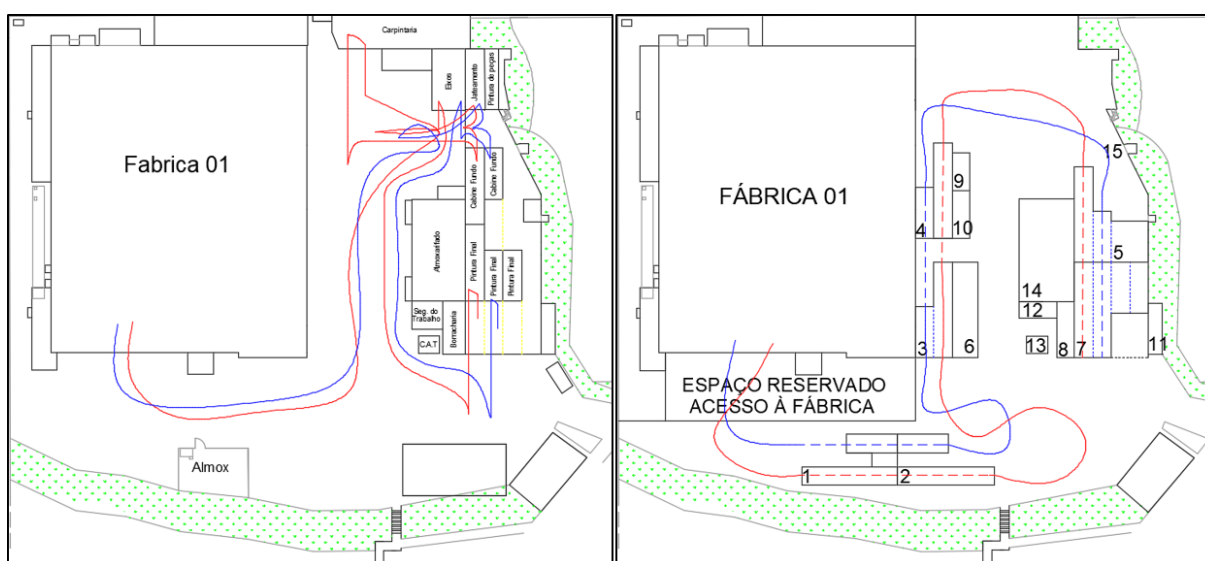 Carpintaria
Eixos
Jateamento
Pintura de peças
Fabrica 01
Cabine Fundo
Cabine Fundo
Almoxarifado
Pintura Final
Pintura Final
Pintura Final
Seg. do
Trabalho
C.A.T
Borracharia
Almox
FÁBRICA 01
15
9
4
10
5
14
12
13
8
7
11
3
6
ESPAÇO RESERVADO
ACESSO À FÁBRICA
1
2